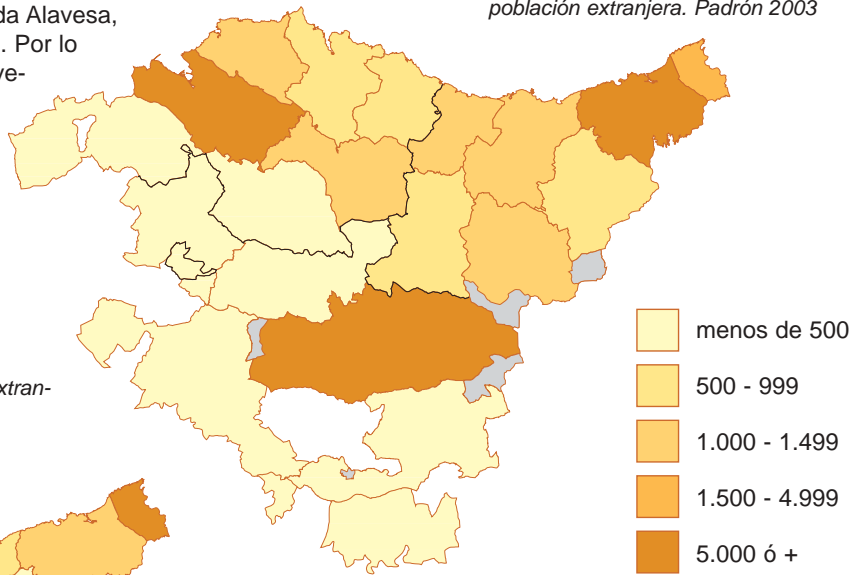 da Alavesa,
. Por lo
ve-
población extranjera. Padrón 2003
xtran-
menos de 500
500 - 999
1.000 - 1.499
1.500 - 4.999
5.000 ó +